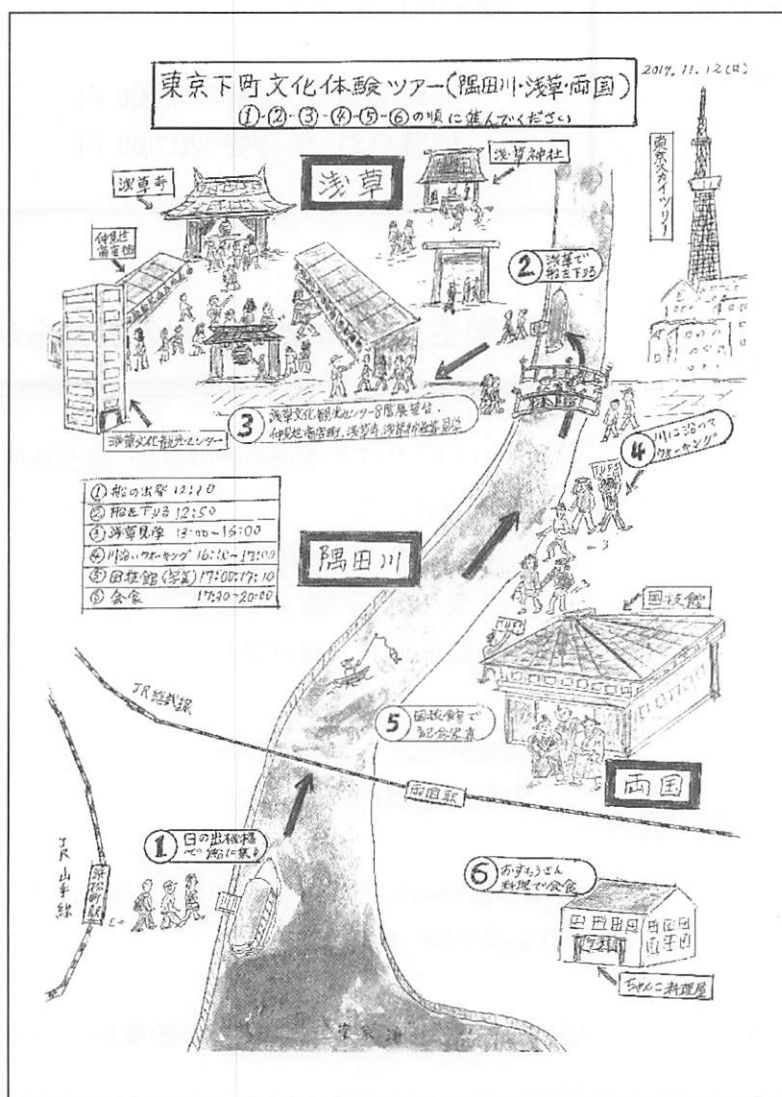 東京下町文化体験ツアー(隅田川・浅草・両国)
①-②-③-④-⑤-⑥の順に進んでください
2017.11.12(日)
東京スカイツリー
浅草寺
浅草
浅草神社
仲見世
商店街
2 浅草で
船を下りる
浅草文化観光センター
3 浅草文化観光センター8階展望台、
仲見世商店街、浅草寺、浅草神社等見学
4 川に沿って
ウォーキング
① 船の出発 12:10
② 船を下りる 12:50
③ 浅草見学 13:00~15:00
④ 川沿いウォーキング 16:10~17:00
⑤ 国技館(写真) 17:00-17:10
⑥ 会食 17:30~20:00
隅田川
国技館
JR総武線
5 国技館で
記念写真
両国駅
両国
JR山手線
浜松町駅
1 日の出桟橋
で船に乗る
6 おすもうさん
料理で会食
ちゃんこ料理屋
東京湾